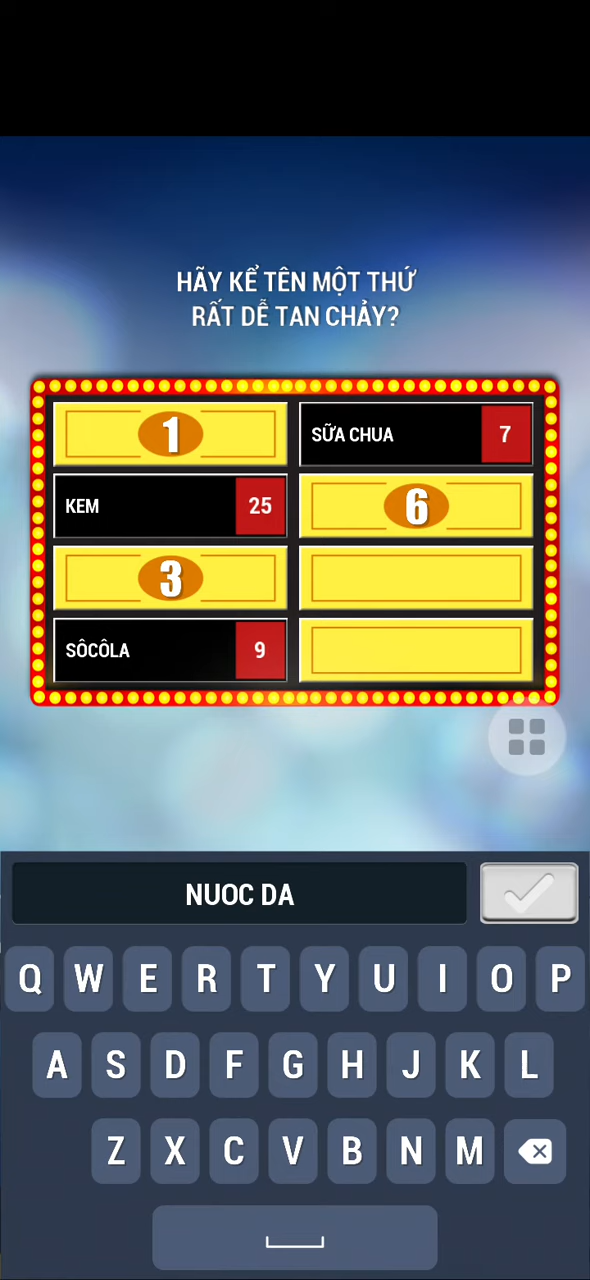 HÃY KỂ TÊN MỘT THỨ
RẤT DỄ TAN CHẢY?
1
SỮA CHUA 7
KEM 25
6
3
SÔCÔLA 9
NUOC DA
Q W E R T Y U I O P
A S D F G H J K L
Z X C V B N M